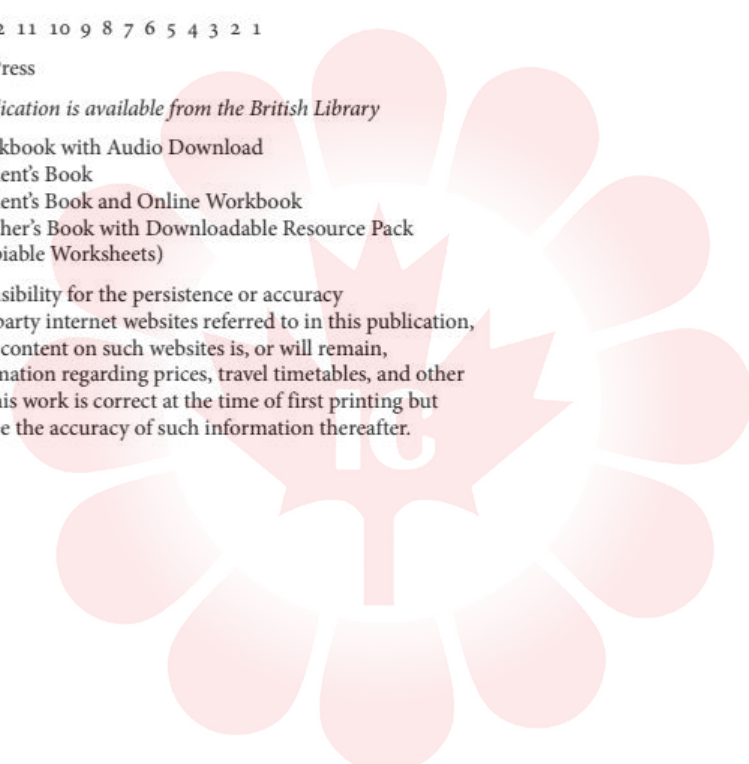 2 11 10 9 8 7 6 5 4 3 2 1
ress
ication is available from the British Library
kbook with Audio Download
ent's Book
ent's Book and Online Workbook
her's Book with Downloadable Resource Pack
iable Worksheets)
sibility for the persistence or accuracy
party internet websites referred to in this publication,
content on such websites is, or will remain,
mation regarding prices, travel timetables, and other
his work is correct at the time of first printing but
e the accuracy of such information thereafter.
IC